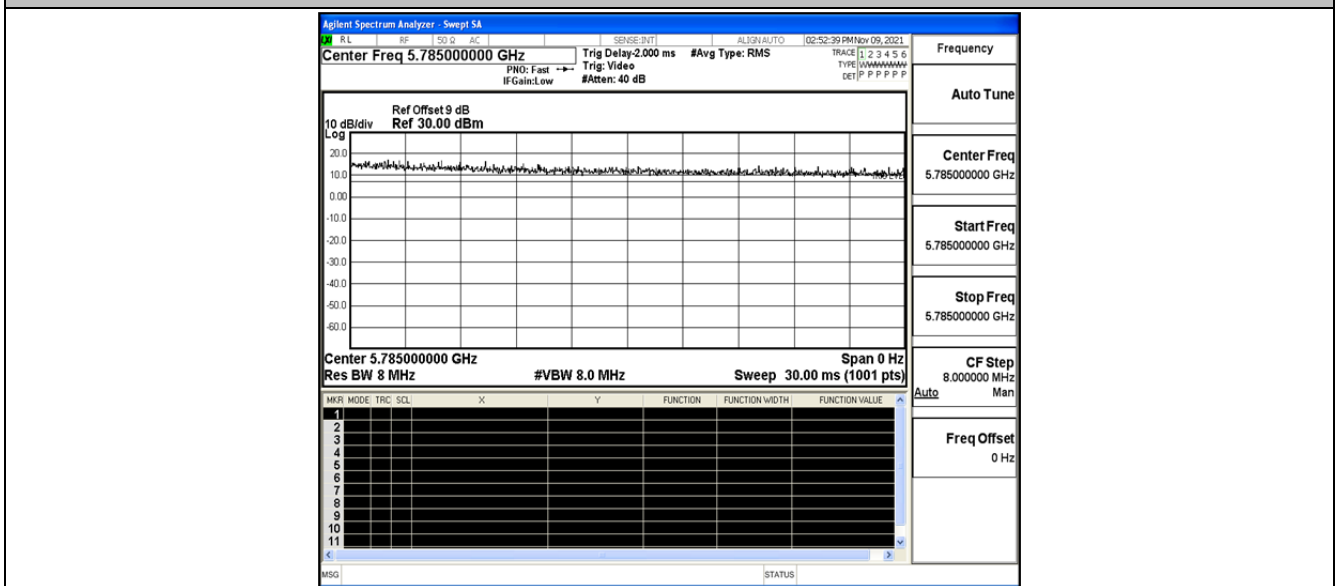 Agilent Spectrum Analyzer - Swept SA
RL RF 50 Ω AC SENSE:INT ALIGN AUTO 02:52:39 PM Nov 09, 2021
Center Freq 5.785000000 GHz
PNO: Fast
IFGain:Low
Trig Delay-2.000 ms
Trig: Video
#Atten: 40 dB
#Avg Type: RMS
TRACE 1 2 3 4 5 6
TYPE
DET P P P P P P
Ref Offset 9 dB
10 dB/div Ref 30.00 dBm
Log
20.0
10.0
0.00
-10.0
-20.0
-30.0
-40.0
-50.0
-60.0
Center 5.785000000 GHz Span 0 Hz
Res BW 8 MHz #VBW 8.0 MHz Sweep 30.00 ms (1001 pts)
MKR MODE TRC SCL X Y FUNCTION FUNCTION WIDTH FUNCTION VALUE
1
2
3
4
5
6
7
8
9
10
11
MSG STATUS
Frequency
Auto Tune
Center Freq
5.785000000 GHz
Start Freq
5.785000000 GHz
Stop Freq
5.785000000 GHz
CF Step
8.000000 MHz
Auto Man
Freq Offset
0 Hz